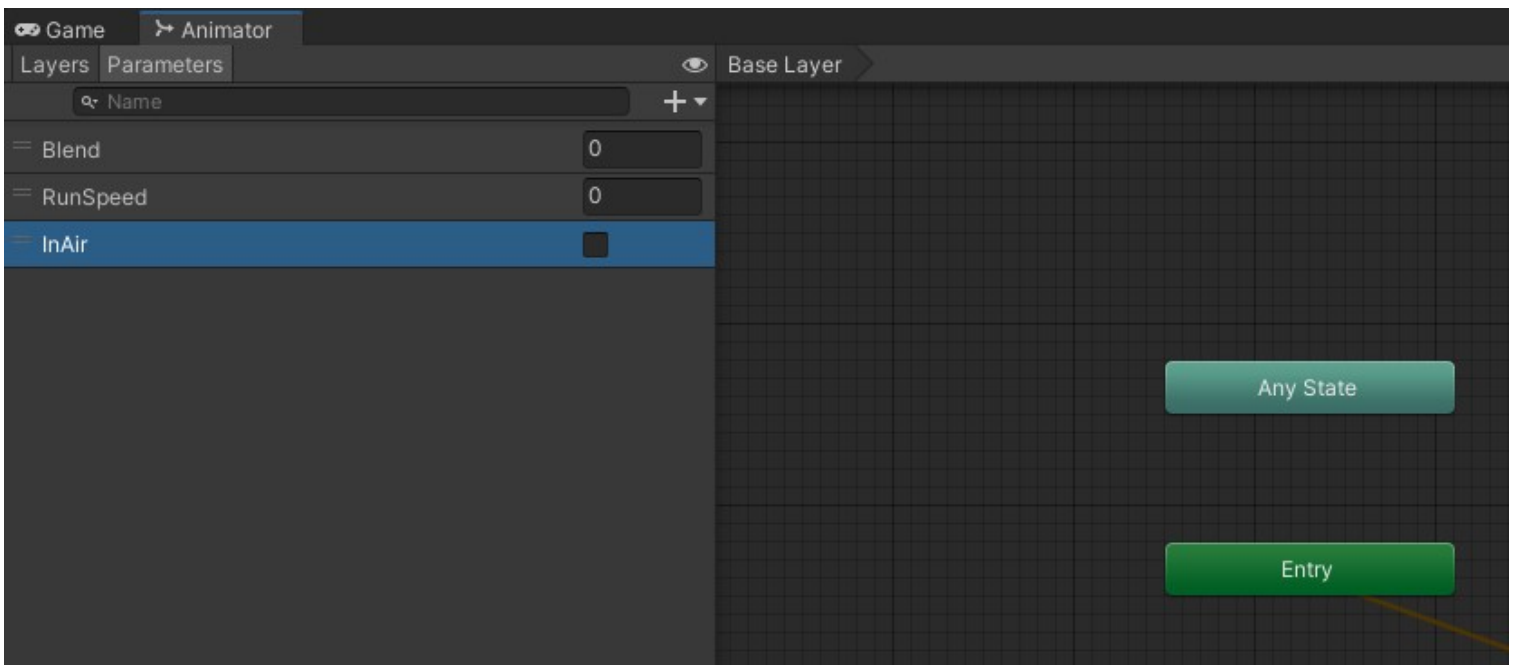 Game Animator
Layers Parameters Base Layer
Name
Blend 0
RunSpeed 0
InAir
Any State
Entry